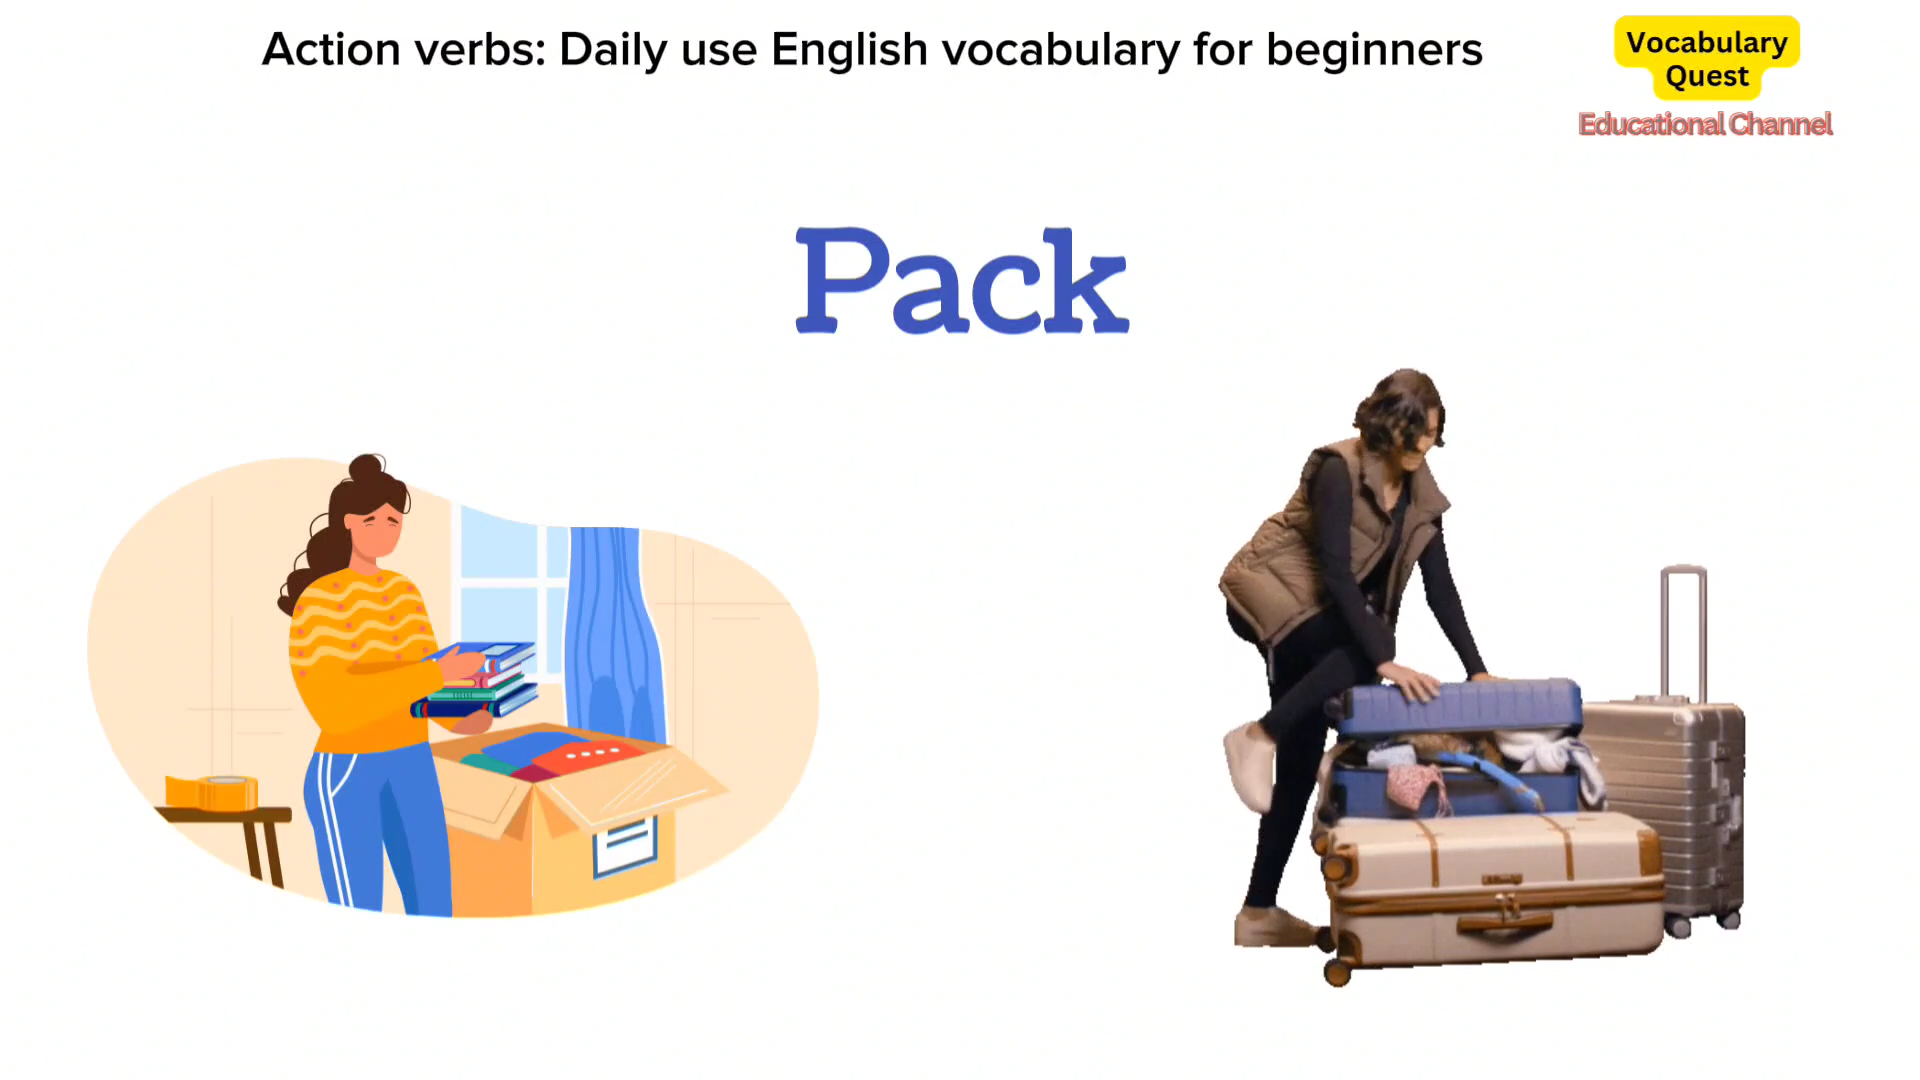 Action verbs: Daily use English vocabulary for beginners
Vocabulary
Quest
Educational Channel
Pack